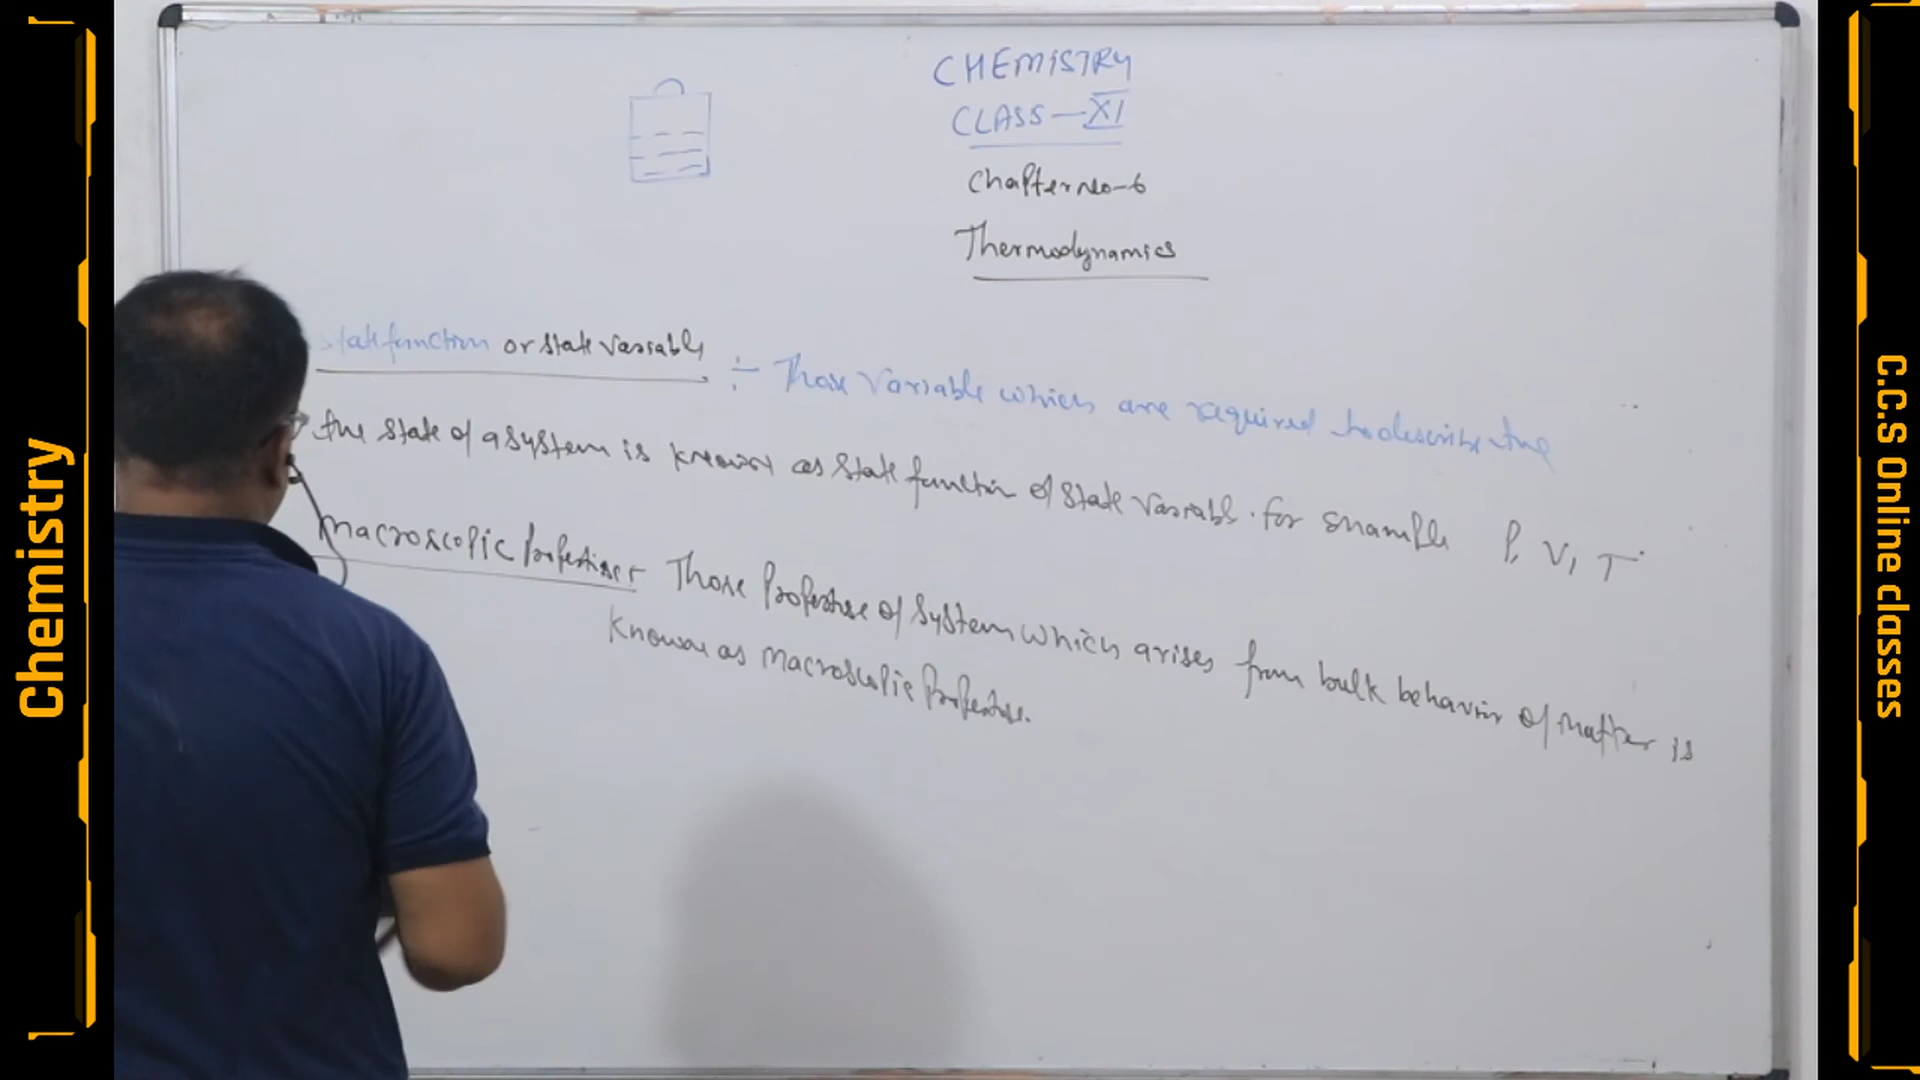 Chemistry
CHEMISTRY
CLASS - XI
Chapter no-6
Thermodynamics
State function or State Variable :- Those Variable which are required to describe the
the State of a System is known as State function of State Variable. for example P, V, T
Macroscopic Properties :- Those Properties of System which arises from bulk behavior of matter is
known as Macroscopic Properties.
C.C.S Online classes